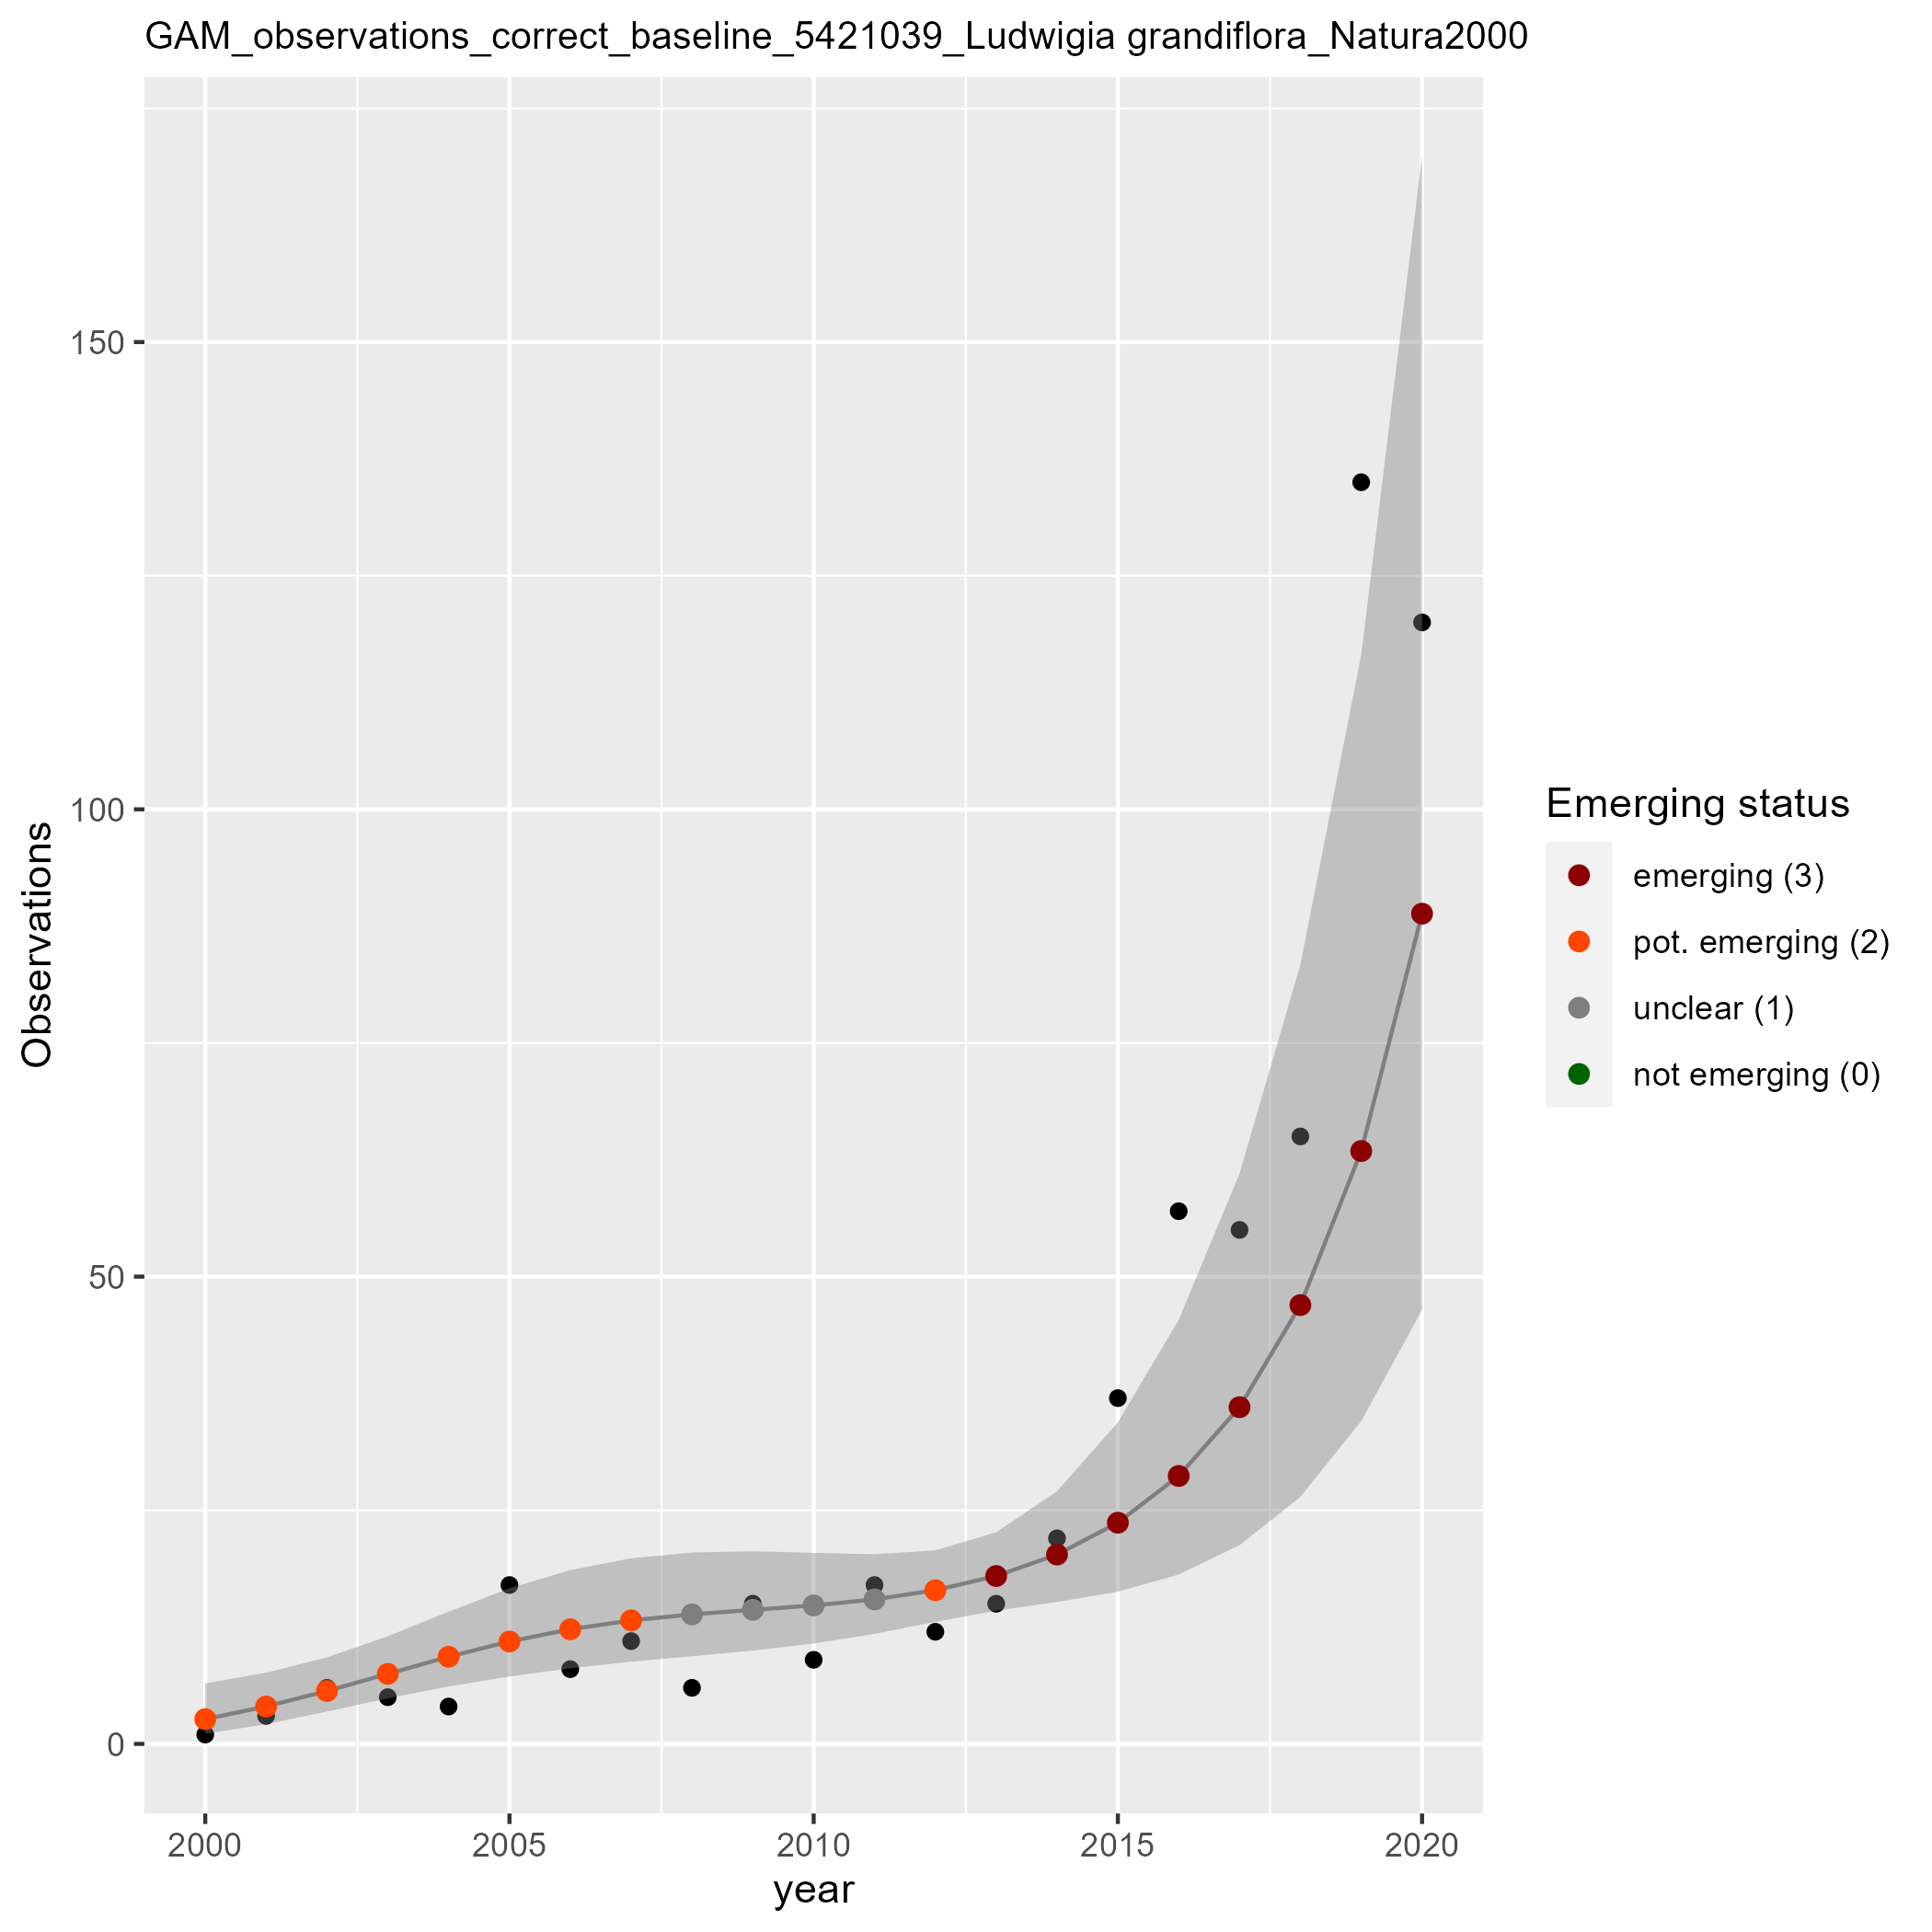 GAM_observations_correct_baseline_5421039_Ludwigia grandiflora_Natura2000
150
100
50
0
Observations
2000 2005 2010 2015 2020
year
Emerging status
emerging (3)
pot. emerging (2)
unclear (1)
not emerging (0)